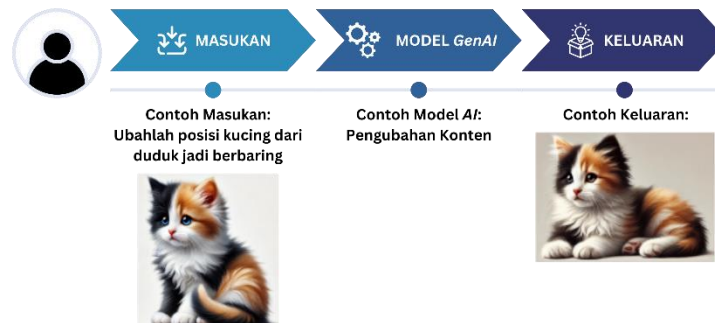 MASUKAN
MODEL GenAI
KELUARAN
Contoh Masukan:
Ubahlah posisi kucing dari
duduk jadi berbaring
Contoh Model AI:
Pengubahan Konten
Contoh Keluaran: